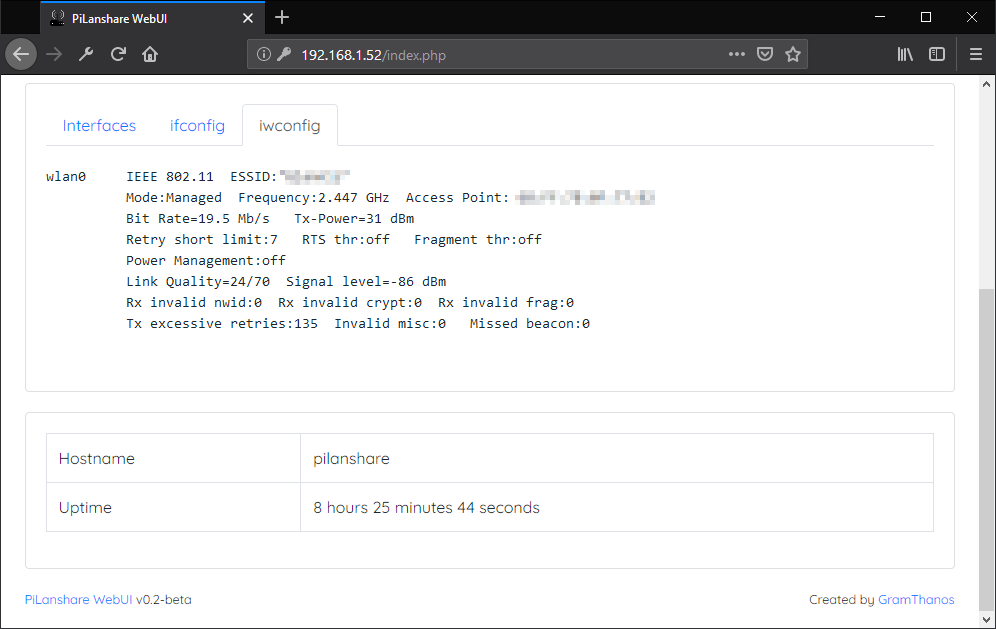 PiLanshare WebUI
192.168.1.52/index.php
Interfaces ifconfig iwconfig
wlan0 IEEE 802.11 ESSID:
Mode:Managed Frequency:2.447 GHz Access Point:
Bit Rate=19.5 Mb/s Tx-Power=31 dBm
Retry short limit:7 RTS thr:off Fragment thr:off
Power Management:off
Link Quality=24/70 Signal level=-86 dBm
Rx invalid nwid:0 Rx invalid crypt:0 Rx invalid frag:0
Tx excessive retries:135 Invalid misc:0 Missed beacon:0
Hostname pilanshare
Uptime 8 hours 25 minutes 44 seconds
PiLanshare WebUI v0.2-beta Created by GramThanos